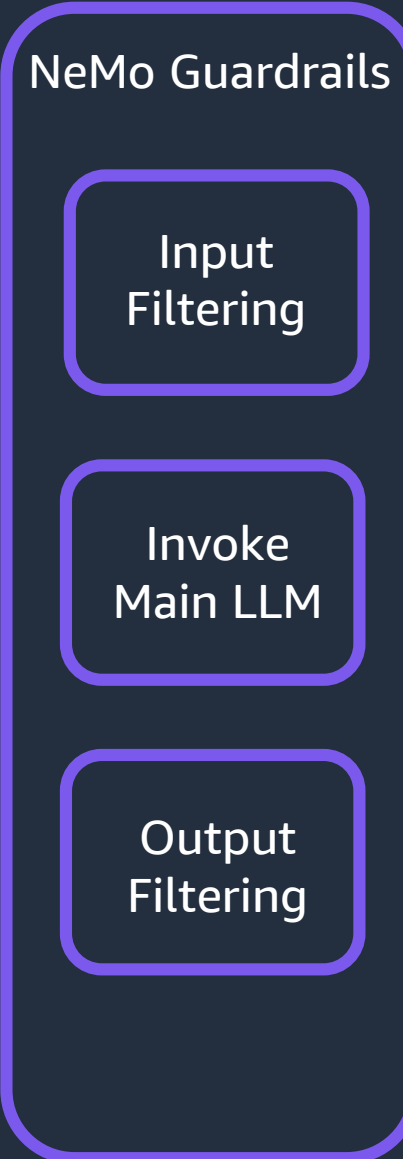 NeMo Guardrails
Input
Filtering
Invoke
Main LLM
Output
Filtering